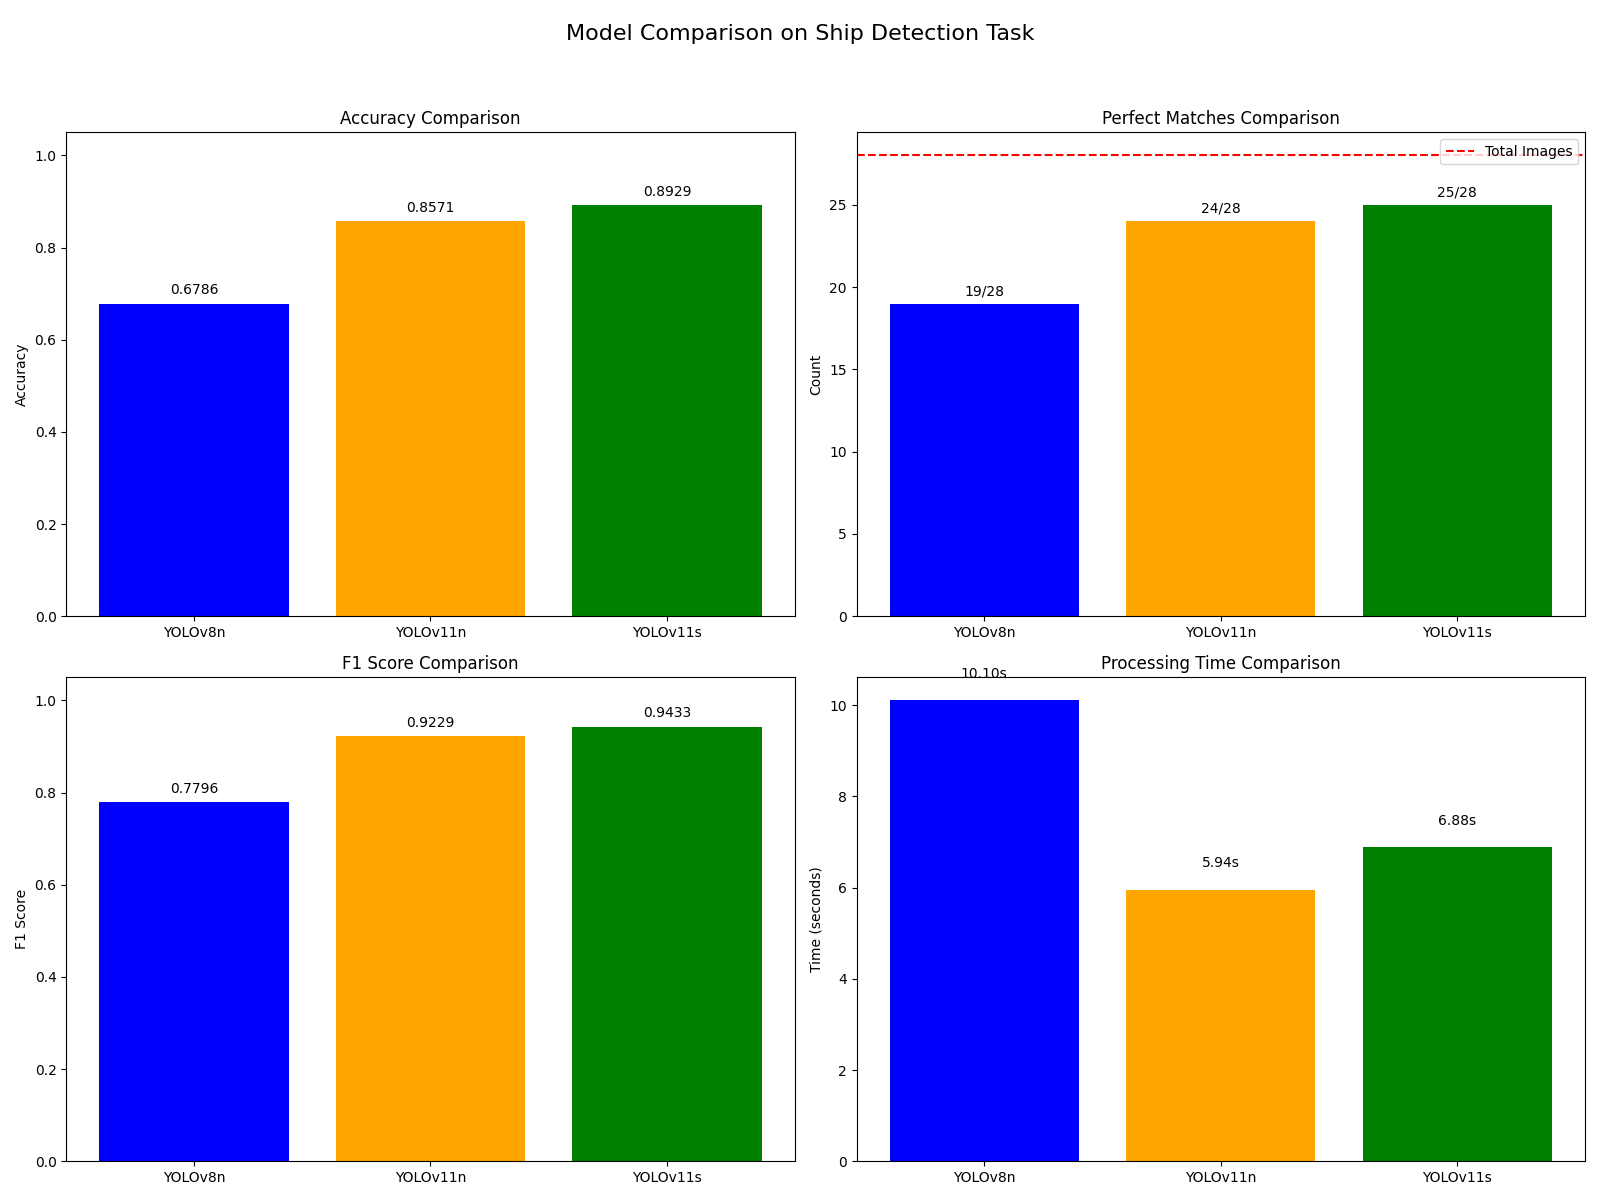 Model Comparison on Ship Detection Task
Accuracy Comparison
Accuracy
1.0
0.8
0.6
0.4
0.2
0.0
0.6786
0.8571
0.8929
YOLOv8n
YOLOv11n
YOLOv11s
Perfect Matches Comparison
Count
25
20
15
10
5
0
Total Images
19/28
24/28
25/28
YOLOv8n
YOLOv11n
YOLOv11s
F1 Score Comparison
F1 Score
1.0
0.8
0.6
0.4
0.2
0.0
0.7796
0.9229
0.9433
YOLOv8n
YOLOv11n
YOLOv11s
Processing Time Comparison
Time (seconds)
10
8
6
4
2
0
10.10s
5.94s
6.88s
YOLOv8n
YOLOv11n
YOLOv11s